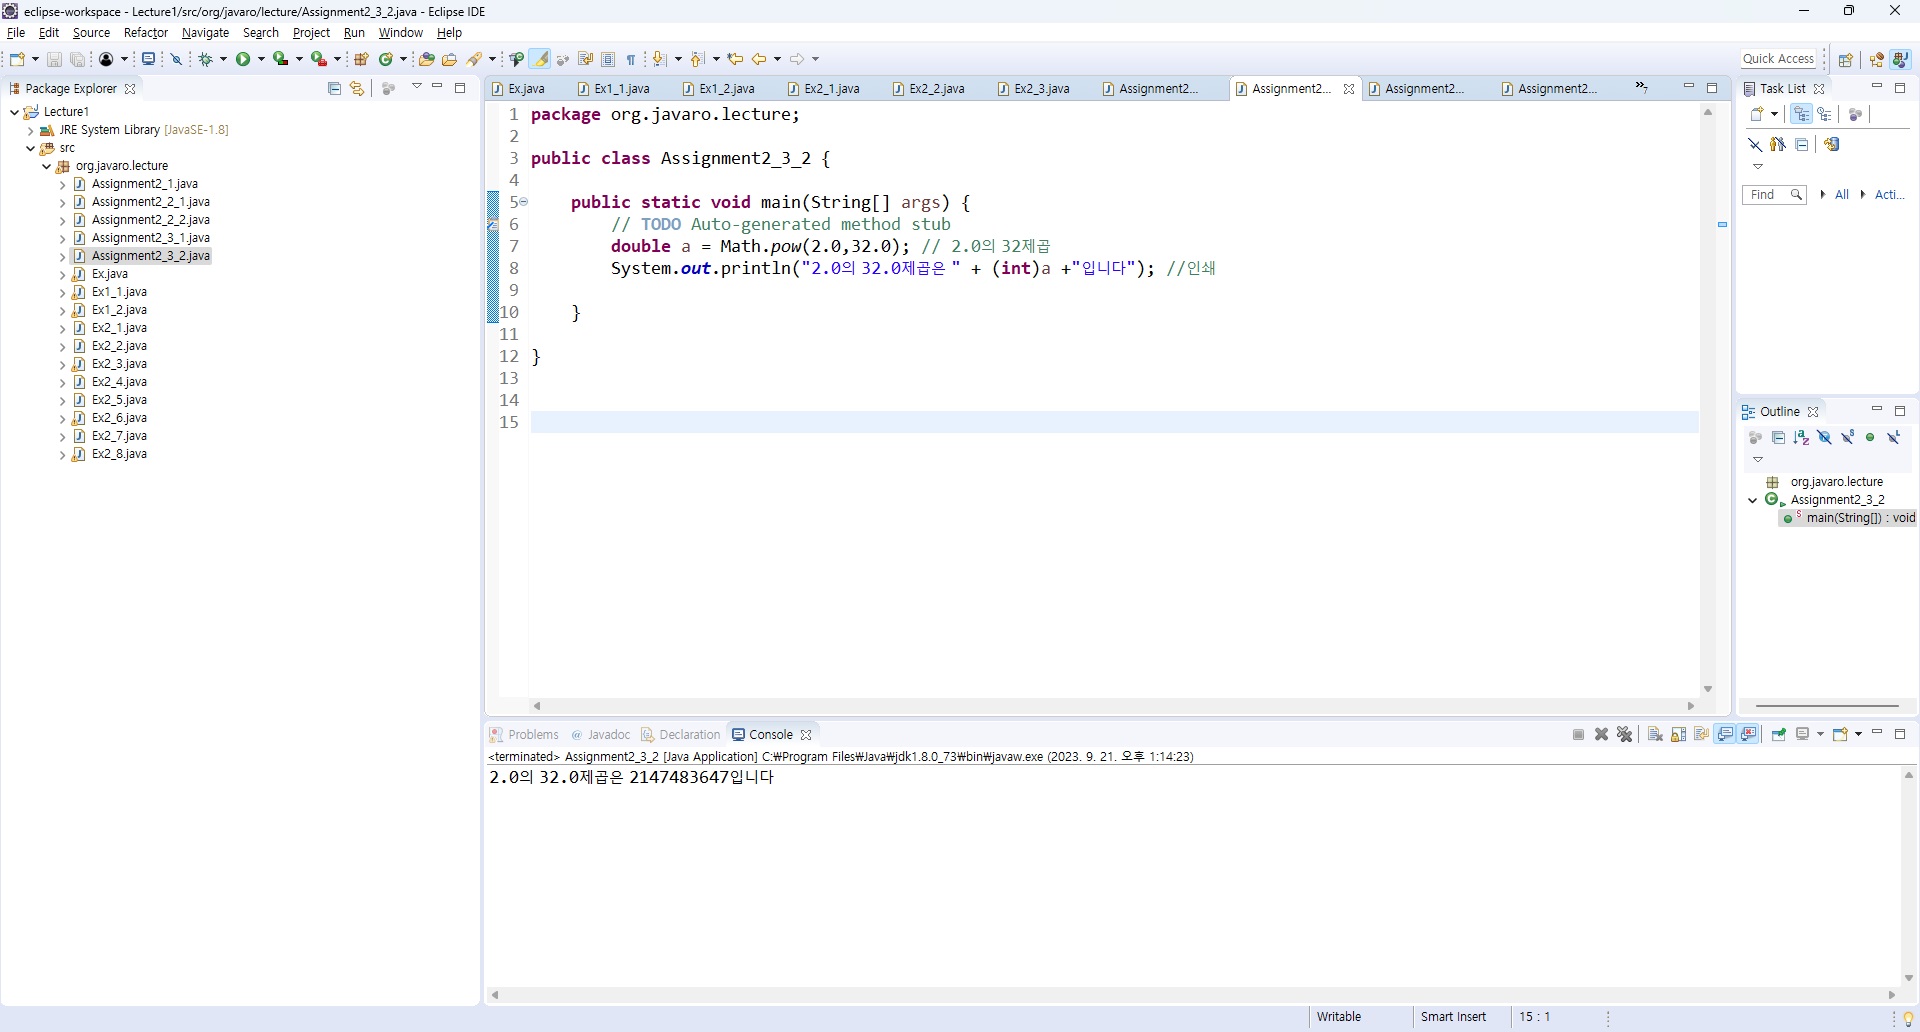 eclipse-workspace - Lecture1/src/org/javaro/lecture/Assignment2_3_2.java - Eclipse IDE
File Edit Source Refactor Navigate Search Project Run Window Help
Quick Access
Package Explorer
Lecture1
JRE System Library [JavaSE-1.8]
src
org.javaro.lecture
Assignment2_1.java
Assignment2_2_1.java
Assignment2_2_2.java
Assignment2_3_1.java
Assignment2_3_2.java
Ex.java
Ex1_1.java
Ex1_2.java
Ex2_1.java
Ex2_2.java
Ex2_3.java
Ex2_4.java
Ex2_5.java
Ex2_6.java
Ex2_7.java
Ex2_8.java
Ex.java Ex1_1.java Ex1_2.java Ex2_1.java Ex2_2.java Ex2_3.java Assignment2... Assignment2... Assignment2... Assignment2... »7
1 package org.javaro.lecture;
2
3 public class Assignment2_3_2 {
4
5 public static void main(String[] args) {
6 // TODO Auto-generated method stub
7 double a = Math.pow(2.0,32.0); // 2.0의 32제곱
8 System.out.println("2.0의 32.0제곱은 " + (int)a +"입니다"); //인쇄
9
10 }
11
12 }
13
14
15
Task List
Find All Acti...
Outline
org.javaro.lecture
Assignment2_3_2
main(String[]) : void
Problems @ Javadoc Declaration Console
<terminated> Assignment2_3_2 [Java Application] C:₩Program Files₩Java₩jdk1.8.0_73₩bin₩javaw.exe (2023. 9. 21. 오후 1:14:23)
2.0의 32.0제곱은 2147483647입니다
Writable Smart Insert 15 : 1